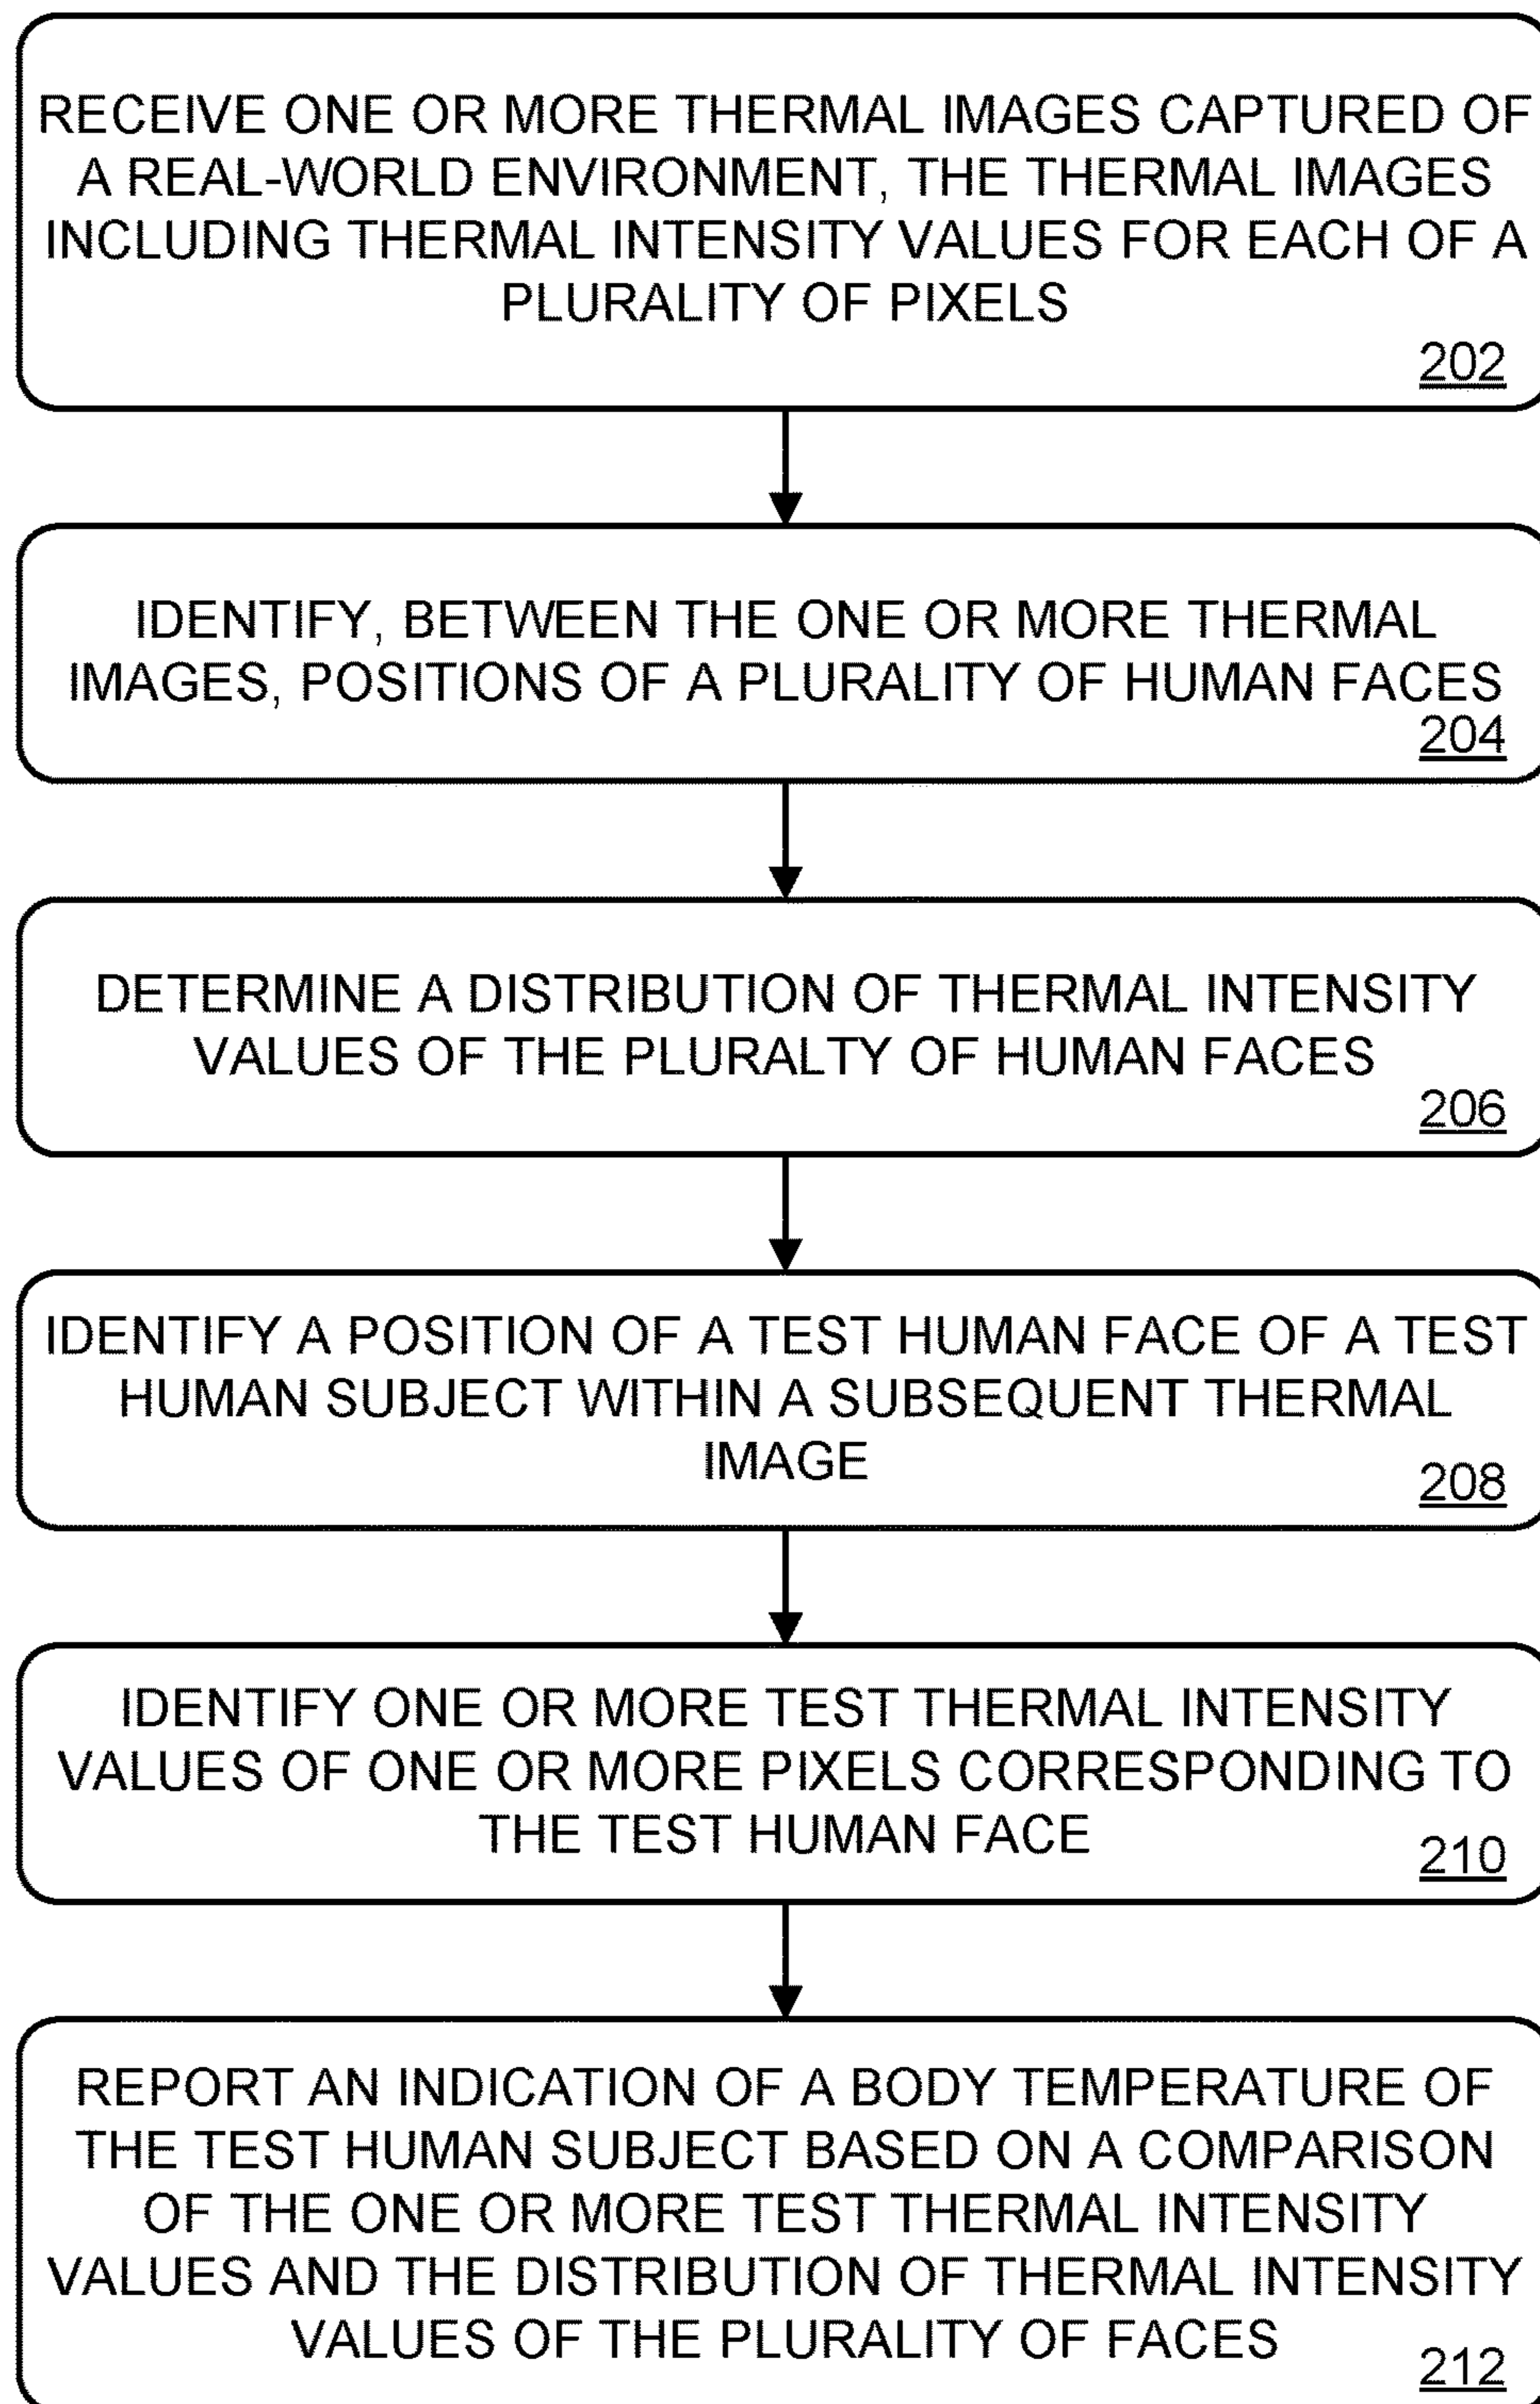 RECEIVE ONE OR MORE THERMAL IMAGES CAPTURED OF
A REAL-WORLD ENVIRONMENT, THE THERMAL IMAGES
INCLUDING THERMAL INTENSITY VALUES FOR EACH OF A
PLURALITY OF PIXELS
202
IDENTIFY, BETWEEN THE ONE OR MORE THERMAL
IMAGES, POSITIONS OF A PLURALITY OF HUMAN FACES
204
DETERMINE A DISTRIBUTION OF THERMAL INTENSITY
VALUES OF THE PLURALTY OF HUMAN FACES
206
IDENTIFY A POSITION OF A TEST HUMAN FACE OF A TEST
HUMAN SUBJECT WITHIN A SUBSEQUENT THERMAL
IMAGE
208
IDENTIFY ONE OR MORE TEST THERMAL INTENSITY
VALUES OF ONE OR MORE PIXELS CORRESPONDING TO
THE TEST HUMAN FACE
210
REPORT AN INDICATION OF A BODY TEMPERATURE OF
THE TEST HUMAN SUBJECT BASED ON A COMPARISON
OF THE ONE OR MORE TEST THERMAL INTENSITY
VALUES AND THE DISTRIBUTION OF THERMAL INTENSITY
VALUES OF THE PLURALITY OF FACES
212